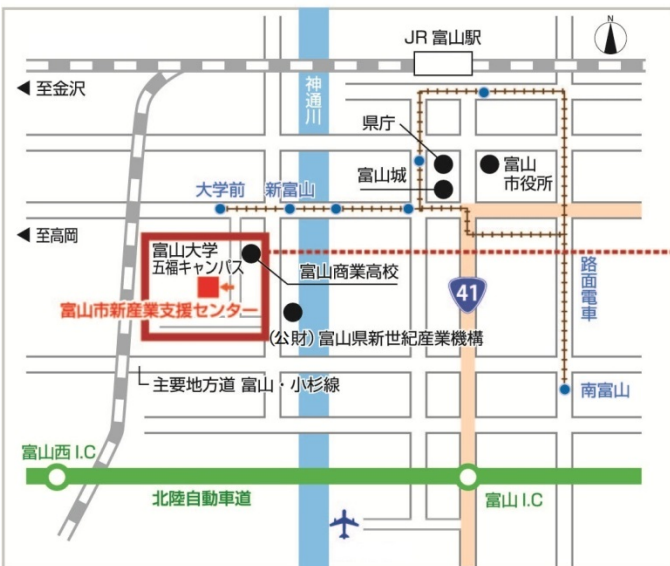 JR 富山駅
N
至金沢
神通川
県庁
富山城
富山
市役所
大学前
新富山
至高岡
富山大学
五福キャンパス
富山商業高校
富山市新産業支援センター
(公財) 富山県新世紀産業機構
41
路面電車
主要地方道 富山・小杉線
南富山
富山西 I.C
北陸自動車道
富山 I.C